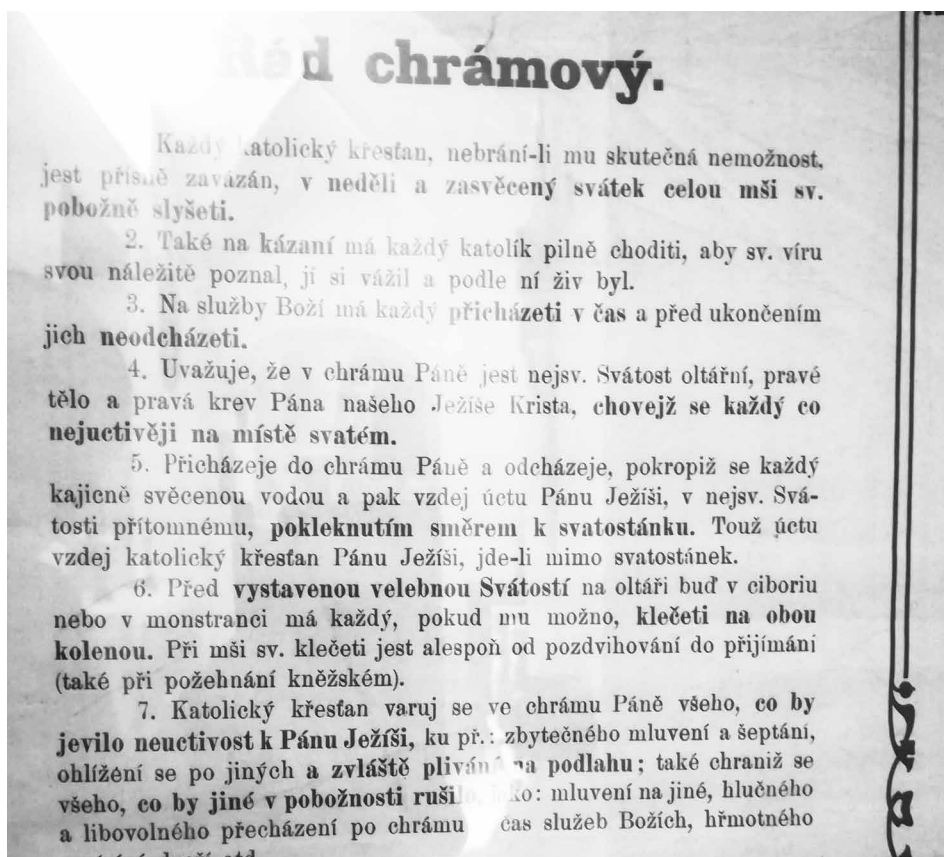 Řád chrámový.
Každý katolický křesťan, nebrání-li mu skutečná nemožnost,
jest přísně zavázán, v neděli a zasvěcený svátek celou mši sv.
pobožně slyšeti.
2. Také na kázaní má každý katolík pilně choditi, aby sv. víru
svou náležitě poznal, jí si vážil a podle ní živ byl.
3. Na služby Boží má každý přicházeti v čas a před ukončením
jich neodcházeti.
4. Uvažuje, že v chrámu Páně jest nejsv. Svátost oltářní, pravé
tělo a pravá krev Pána našeho Ježíše Krista, chovejž se každý co
nejuctivěji na místě svatém.
5. Přicházeje do chrámu Páně a odcházeje, pokropiž se každý
kajicně svěcenou vodou a pak vzdej úctu Pánu Ježíši, v nejsv. Svá-
tosti přítomnému, pokleknutím směrem k svatostánku. Touž úctu
vzdej katolický křesťan Pánu Ježíši, jde-li mimo svatostánek.
6. Před vystavenou velebnou Svátostí na oltáři buď v ciboriu
nebo v monstranci má každý, pokud mu možno, klečeti na obou
kolenou. Při mši sv. klečeti jest alespoň od pozdvihování do přijímání
(také při požehnání kněžském).
7. Katolický křesťan varuj se ve chrámu Páně všeho, co by
jevilo neuctivost k Pánu Ježíši, ku př.: zbytečného mluvení a šeptání,
ohlížení se po jiných a zvláště plivání na podlahu; také chraniž se
všeho, co by jiné v pobožnosti rušilo, jako: mluvení na jiné, hlučného
a libovolného přecházení po chrámu čas služeb Božích, hřmotného